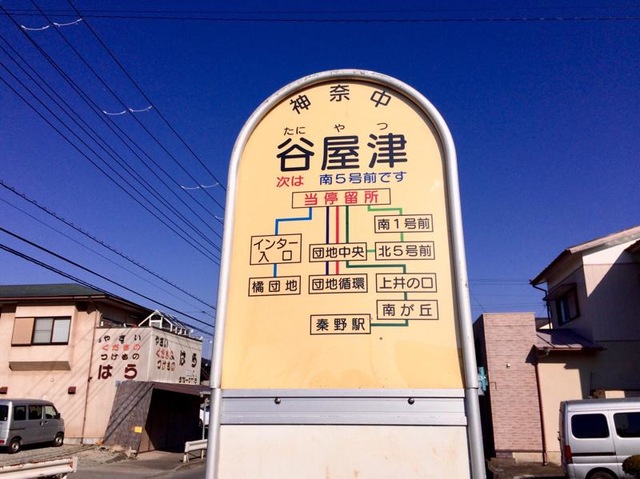 神奈中
たに や つ
谷屋津
次は 南5号前です
当停留所
南1号前
インター
入口
団地中央
北5号前
橘団地
団地循環
上井の口
南が丘
秦野駅
やさい
くだもの
つけもの
はら
はら